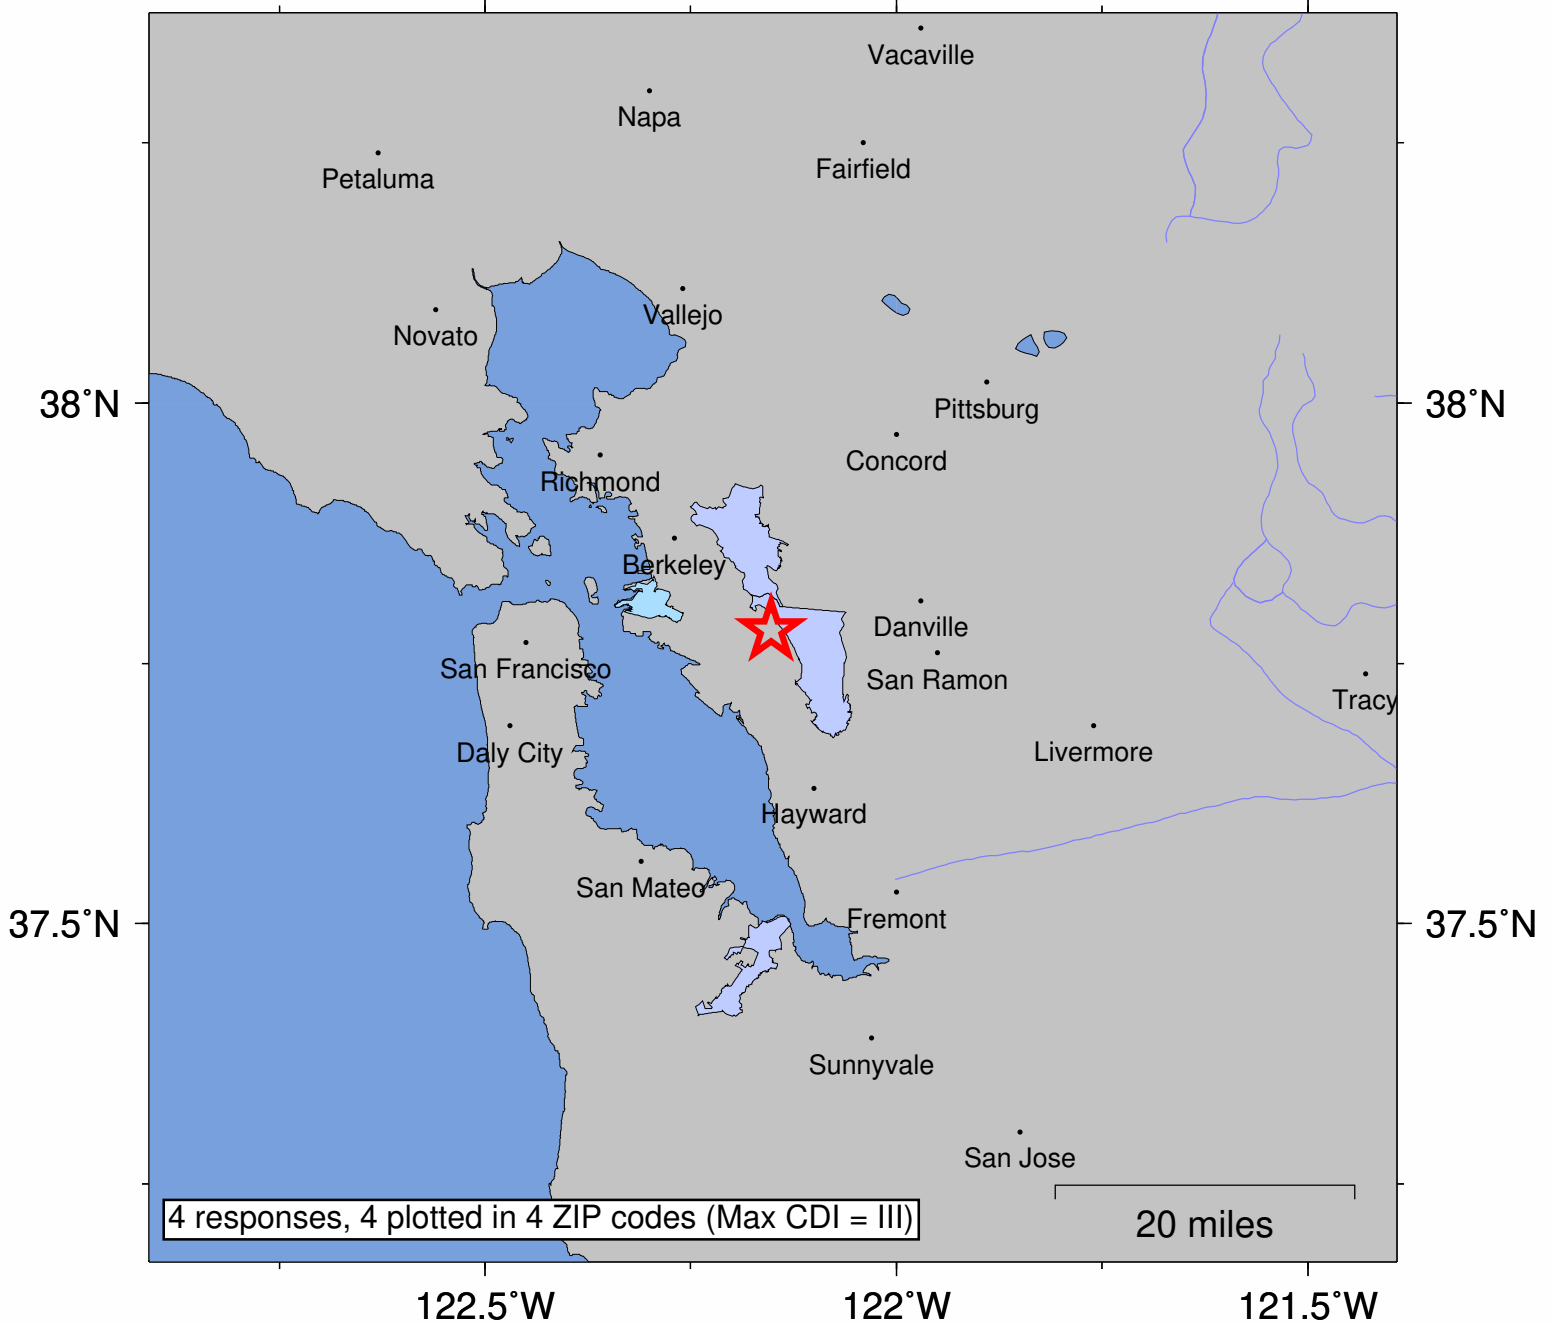 Vacaville
Napa
Fairfield
Petaluma
Vallejo
Novato
38°N
38°N
Pittsburg
Concord
Richmond
Berkeley
Danville
San Francisco
San Ramon
Tracy
Daly City
Livermore
Hayward
San Mateo
37.5°N
Fremont
37.5°N
Sunnyvale
San Jose
4 responses, 4 plotted in 4 ZIP codes (Max CDI = III)
20 miles
122.5°W
122°W
121.5°W